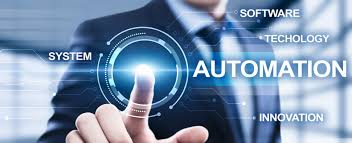 SOFTWARE
TECHOLOGY
SYSTEM
AUTOMATION
INNOVATION